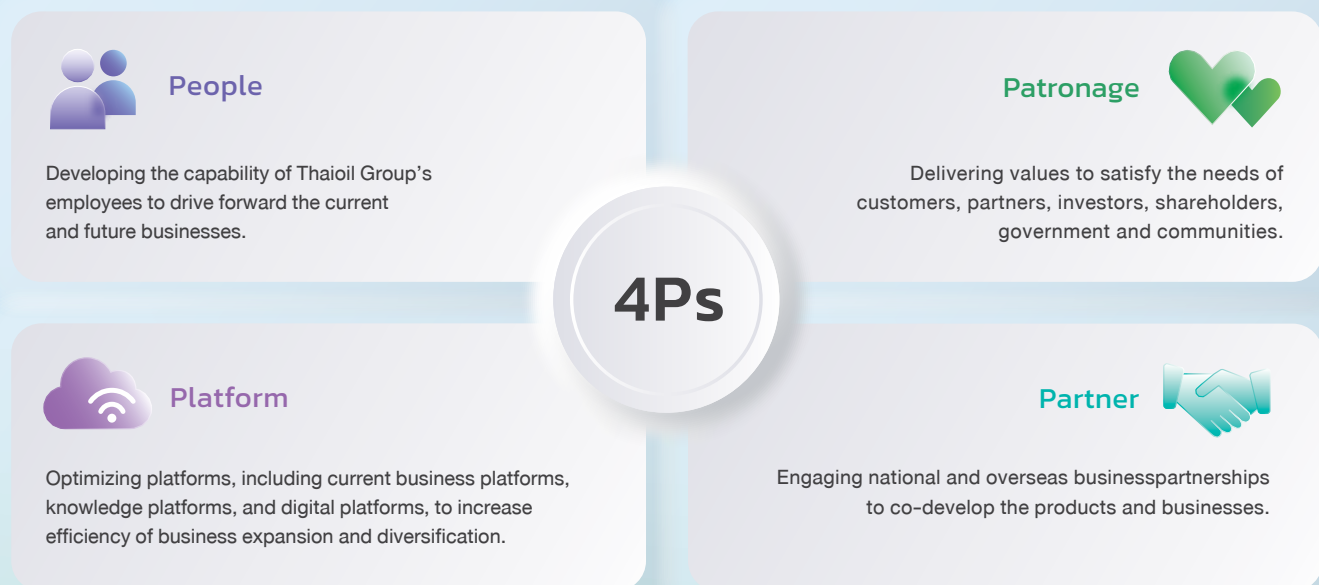 People
Developing the capability of Thaioil Group’s
employees to drive forward the current
and future businesses.
Patronage
Delivering values to satisfy the needs of
customers, partners, investors, shareholders,
government and communities.
4Ps
Platform
Optimizing platforms, including current business platforms,
knowledge platforms, and digital platforms, to increase
efficiency of business expansion and diversification.
Partner
Engaging national and overseas businesspartnerships
to co-develop the products and businesses.